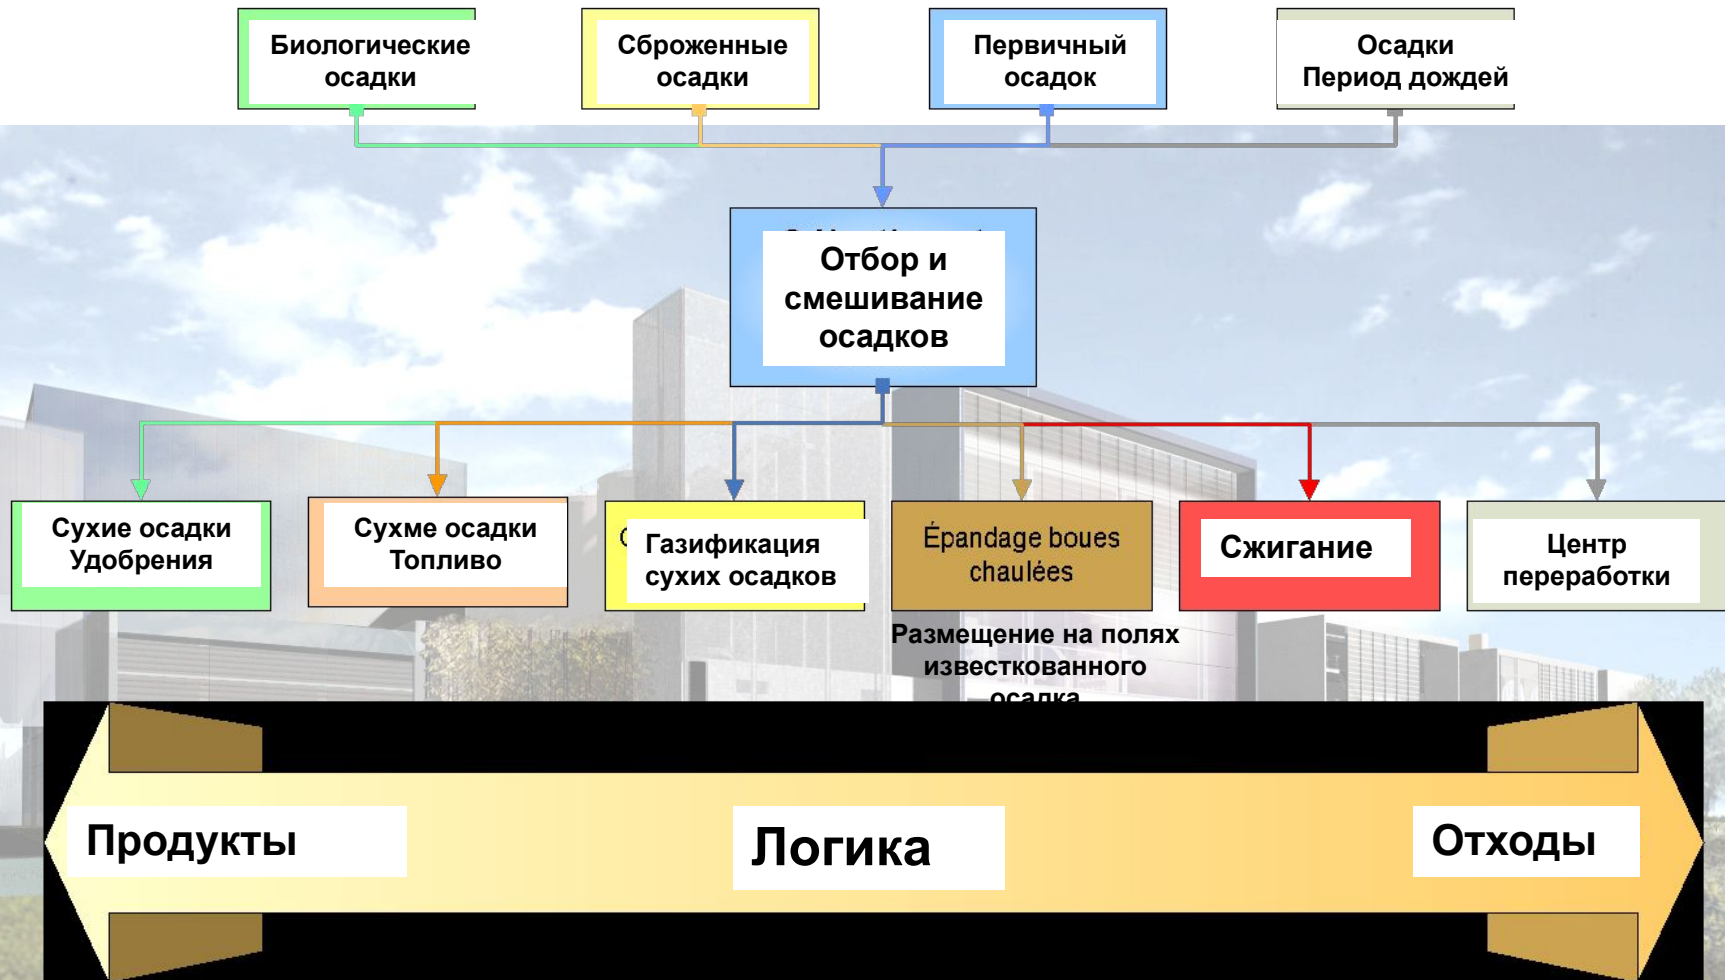 Биологические
осадки
Сброженные
осадки
Первичный
осадок
Осадки
Период дождей
Отбор и
смешивание
осадков
Сухие осадки
Удобрения
Сухме осадки
Топливо
Газификация
сухих осадков
Épandage boues
chaulées
Сжигание
Центр
переработки
Размещение на полях
известкованного
осадка
Продукты
Логика
Отходы